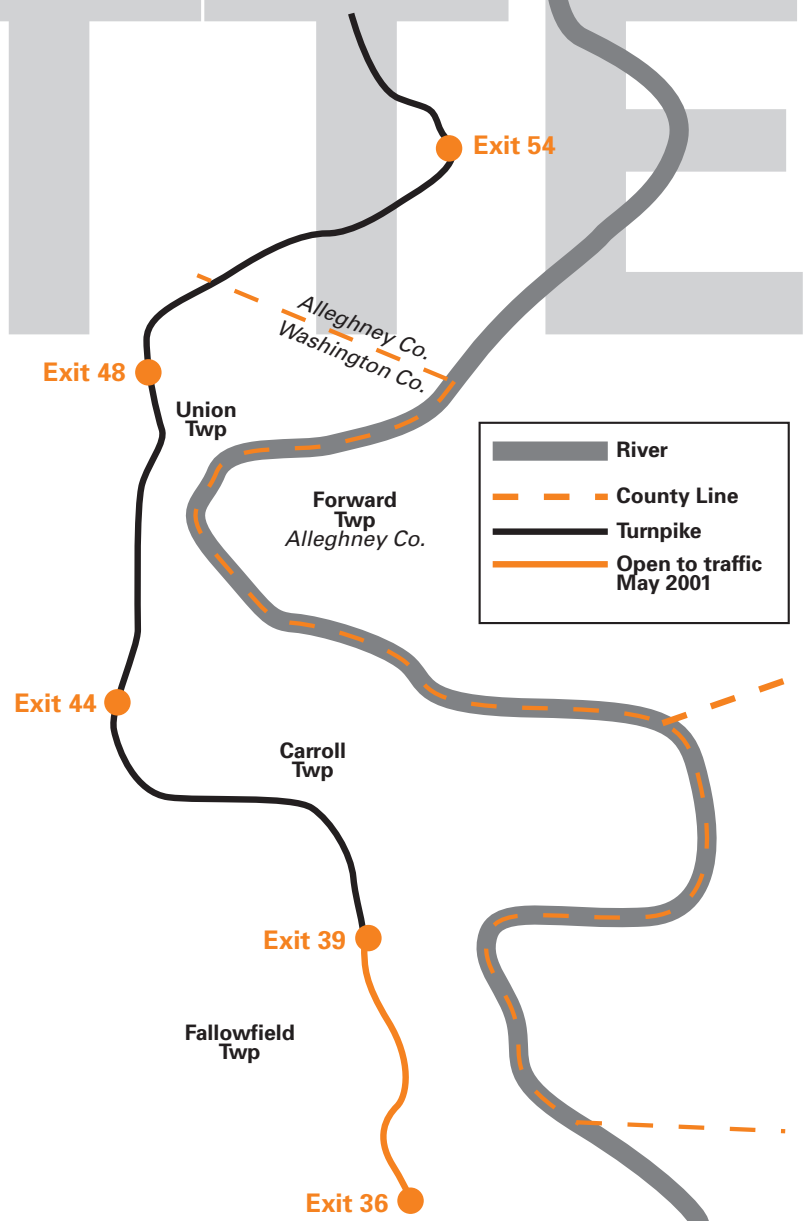 TTE
Exit 54
Alleghney Co.
Washington Co.
Exit 48
Union
Twp
River
County Line
Turnpike
Open to traffic
May 2001
Forward
Twp
Alleghney Co.
Exit 44
Carroll
Twp
Exit 39
Fallowfield
Twp
Exit 36